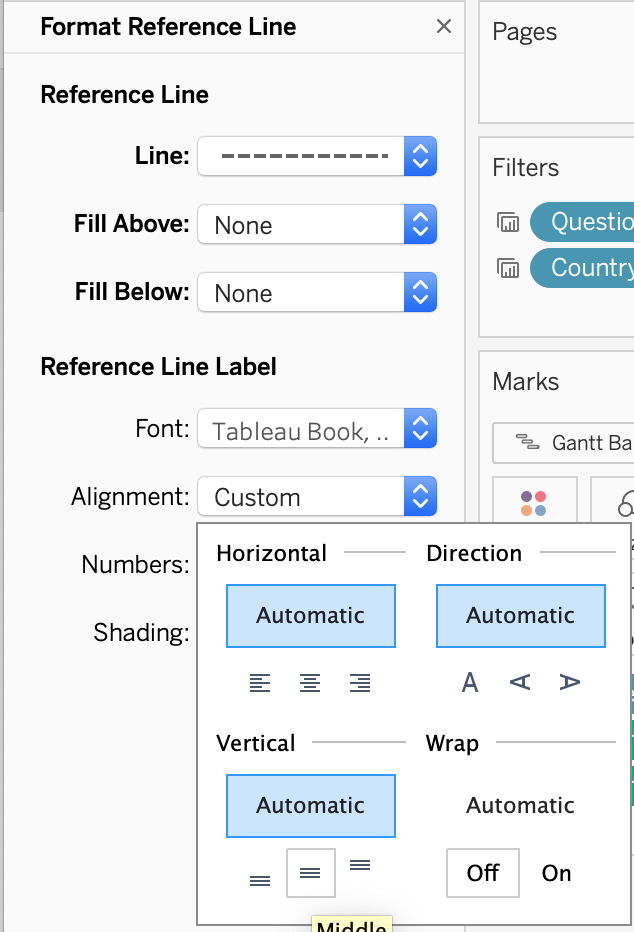 Format Reference Line ×
Reference Line
Line:
Fill Above: None
Fill Below: None
Reference Line Label
Font: Tableau Book, ..
Alignment: Custom
Numbers:
Shading:
Horizontal
Automatic
Direction
Automatic
A A A
Vertical
Automatic
Wrap
Automatic
Off On
Middle
Pages
Filters
Questio
Country
Marks
Gantt Ba